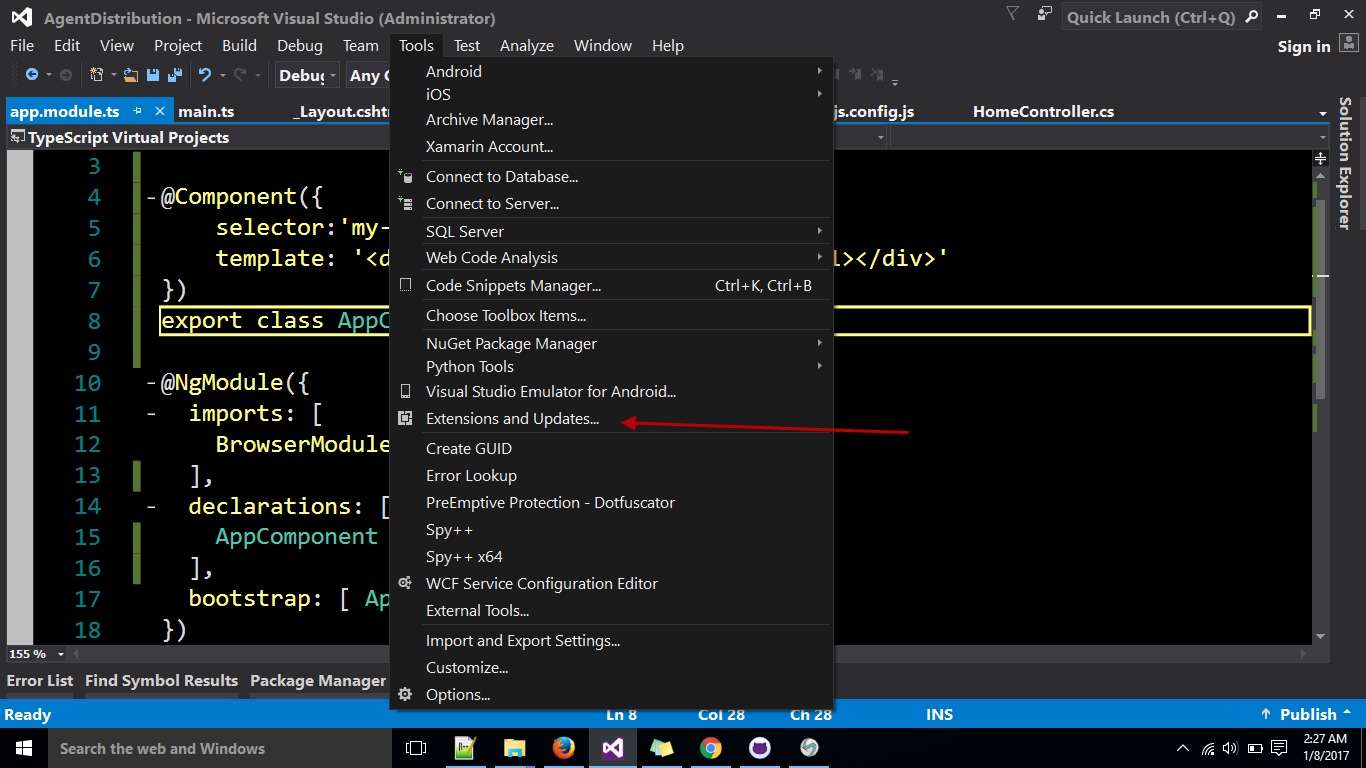 AgentDistribution - Microsoft Visual Studio (Administrator)
Quick Launch (Ctrl+Q)
File Edit View Project Build Debug Team Tools Test Analyze Window Help
Sign in
Debug Any C
app.module.ts main.ts _Layout.cshtm js.config.js HomeController.cs
TypeScript Virtual Projects
Solution Explorer
3
4 -@Component({
5 selector:'my-
6 template: '<d 1></div>'
7 })
8 export class AppC
9
10 -@NgModule({
11 - imports: [
12 BrowserModule
13 ],
14 - declarations: [
15 AppComponent
16 ],
17 bootstrap: [ Ap
18 })
Android
iOS
Archive Manager...
Xamarin Account...
Connect to Database...
Connect to Server...
SQL Server
Web Code Analysis
Code Snippets Manager... Ctrl+K, Ctrl+B
Choose Toolbox Items...
NuGet Package Manager
Python Tools
Visual Studio Emulator for Android...
Extensions and Updates...
Create GUID
Error Lookup
PreEmptive Protection - Dotfuscator
Spy++
Spy++ x64
WCF Service Configuration Editor
External Tools...
Import and Export Settings...
Customize...
Options...
155 %
Error List Find Symbol Results Package Manager
Ready Ln 8 Col 28 Ch 28 INS Publish
Search the web and Windows
2:27 AM
1/8/2017